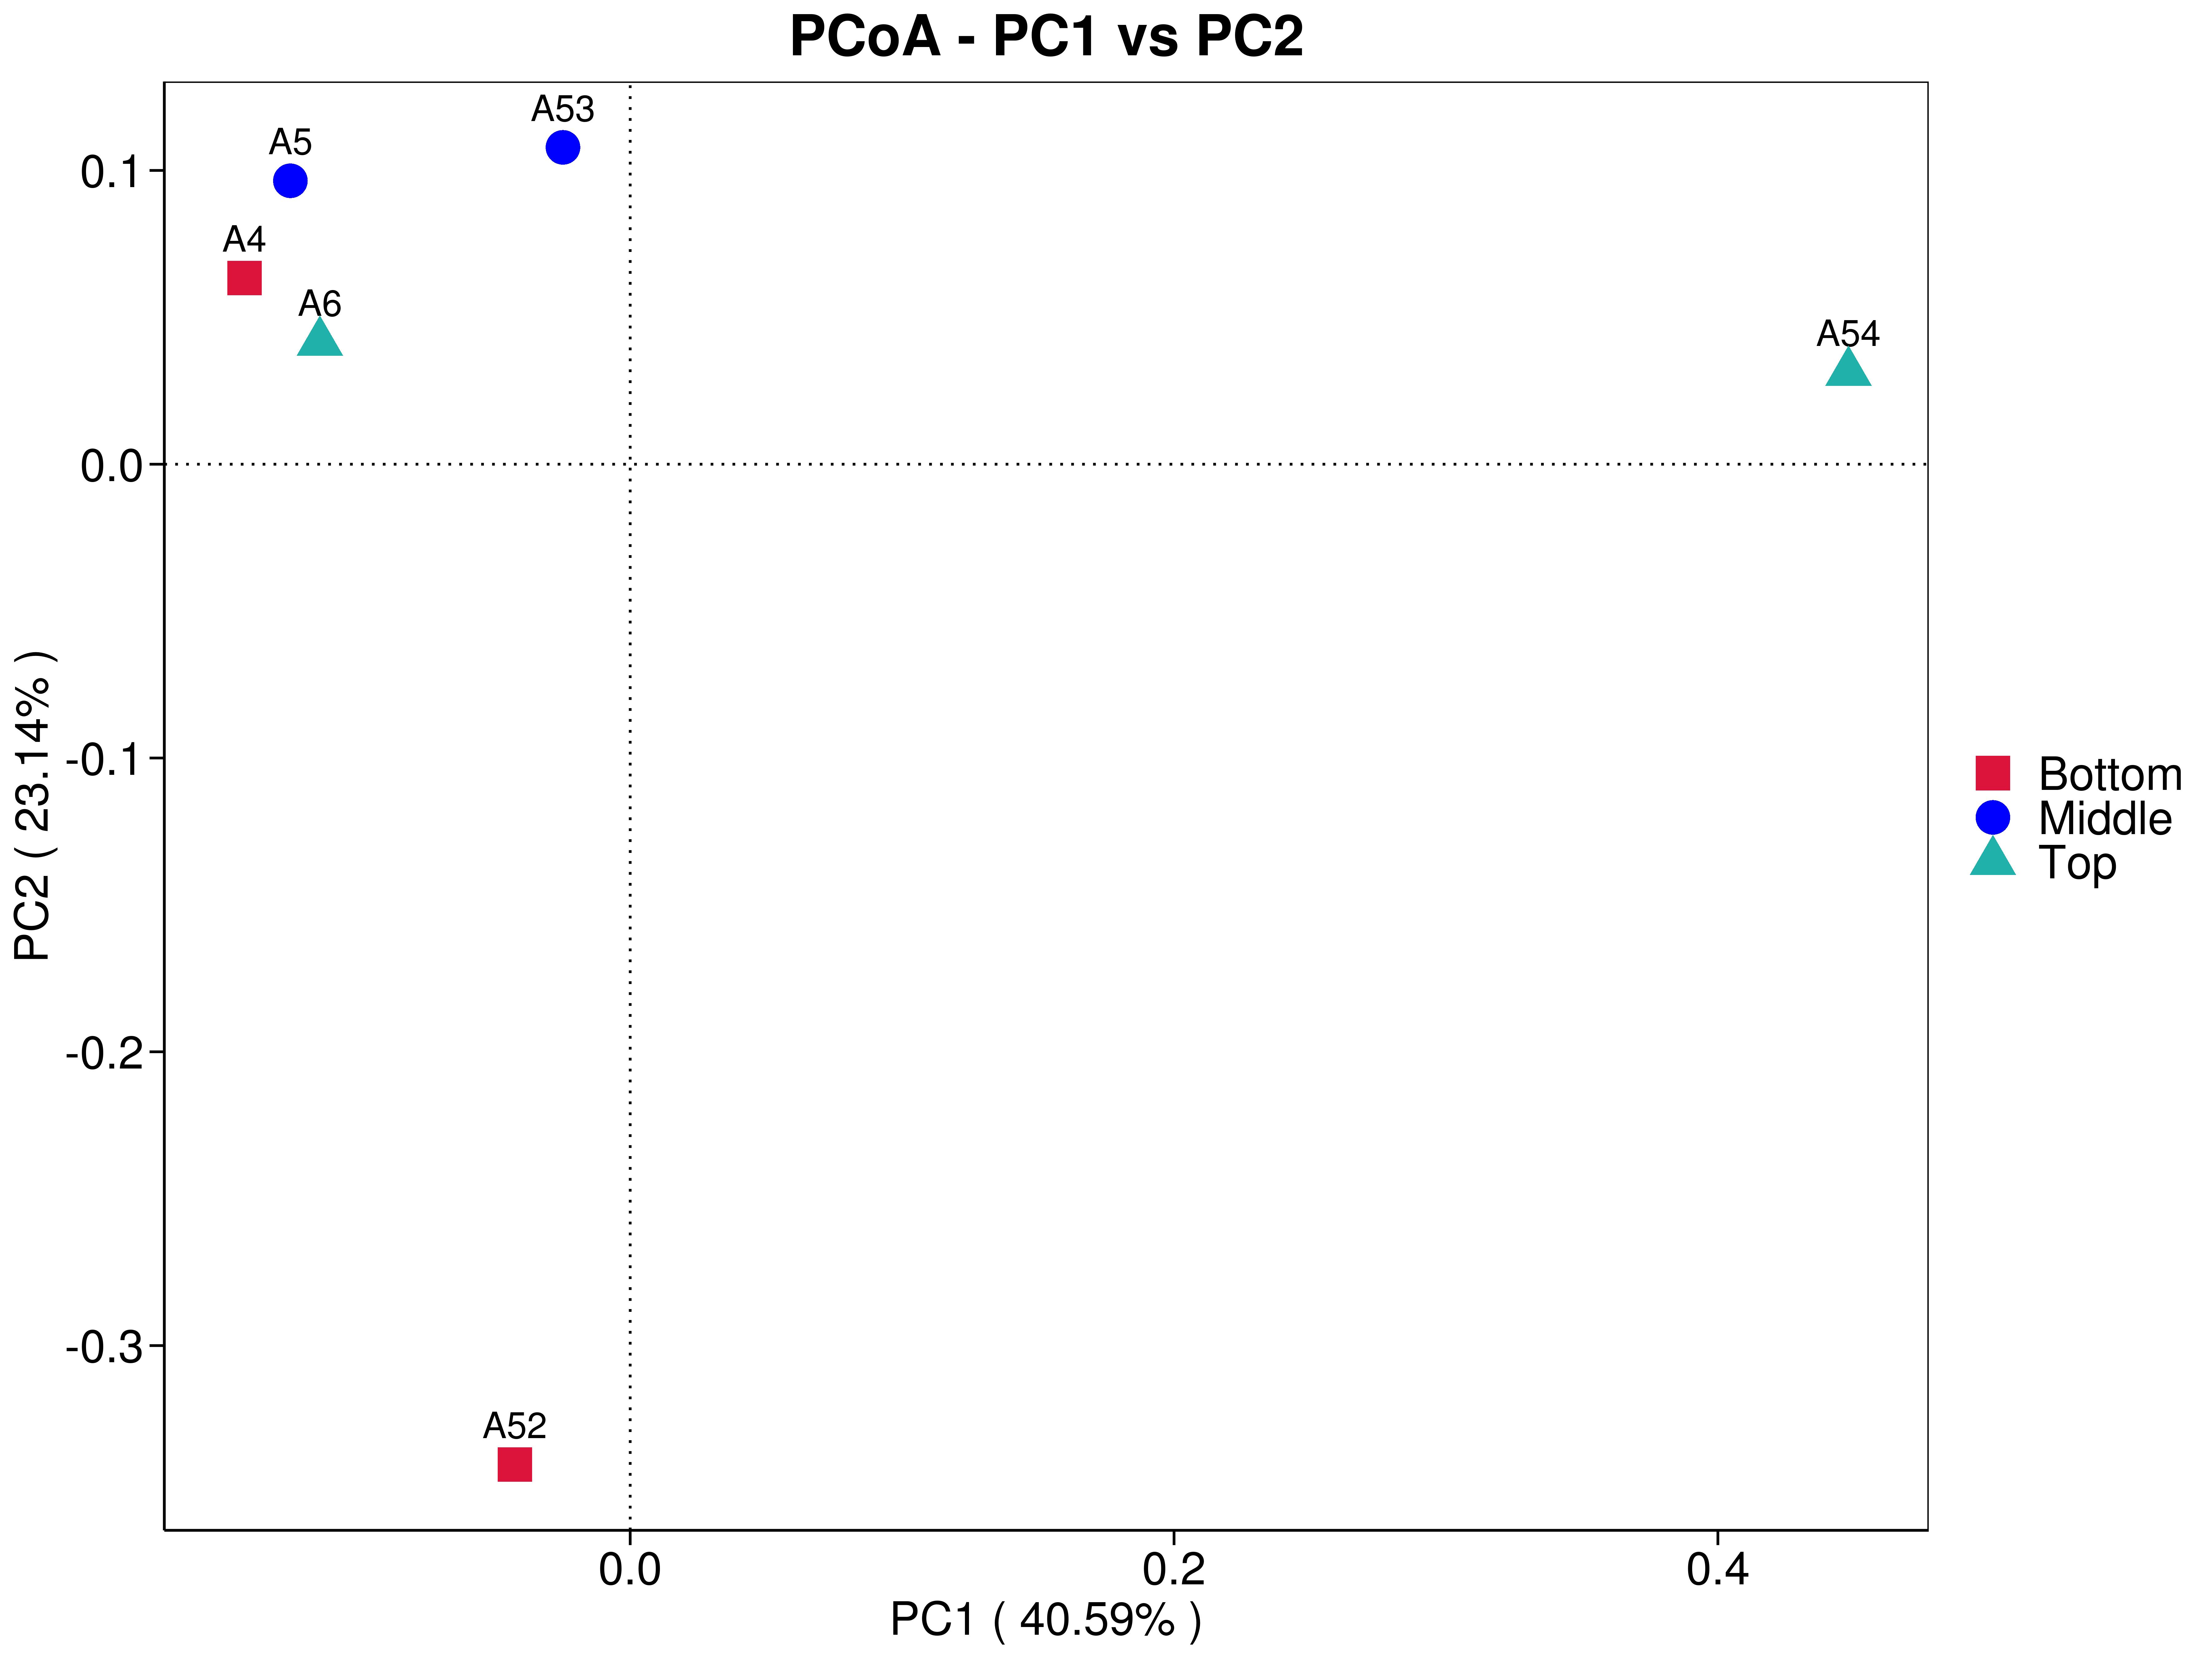 PCoA - PC1 vs PC2
A53
A5
0.1
A4
A6
A54
0.0
-0.1
PC2 ( 23.14% )
Bottom
Middle
Top
-0.2
-0.3
A52
0.0 0.2 0.4
PC1 ( 40.59% )